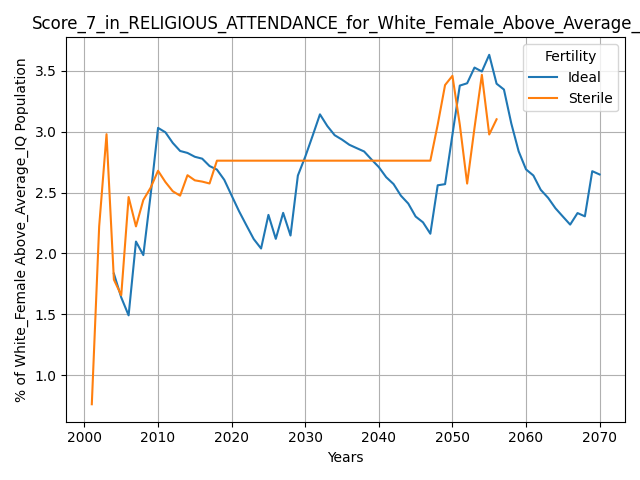 Score_7_in_RELIGIOUS_ATTENDANCE_for_White_Female_Above_Average_
Fertility
Ideal
Sterile
% of White_Female Above_Average_IQ Population
3.5
3.0
2.5
2.0
1.5
1.0
2000 2010 2020 2030 2040 2050 2060 2070
Years